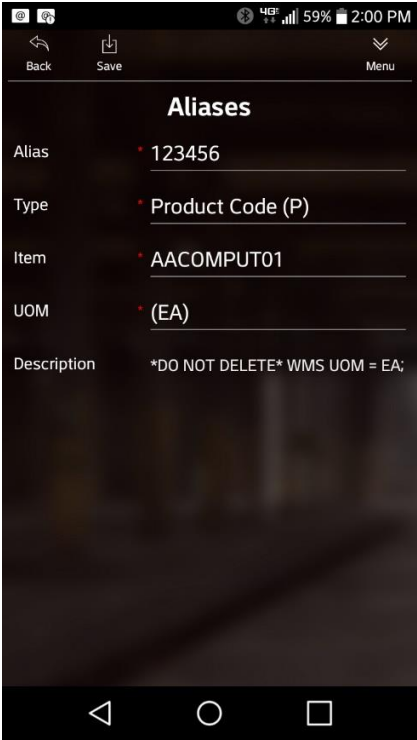 @ @ 4GE 59% 2:00 PM
Back Save Menu
Aliases
Alias * 123456
Type * Product Code (P)
Item * AACOMPUT01
UOM * (EA)
Description *DO NOT DELETE* WMS UOM = EA;